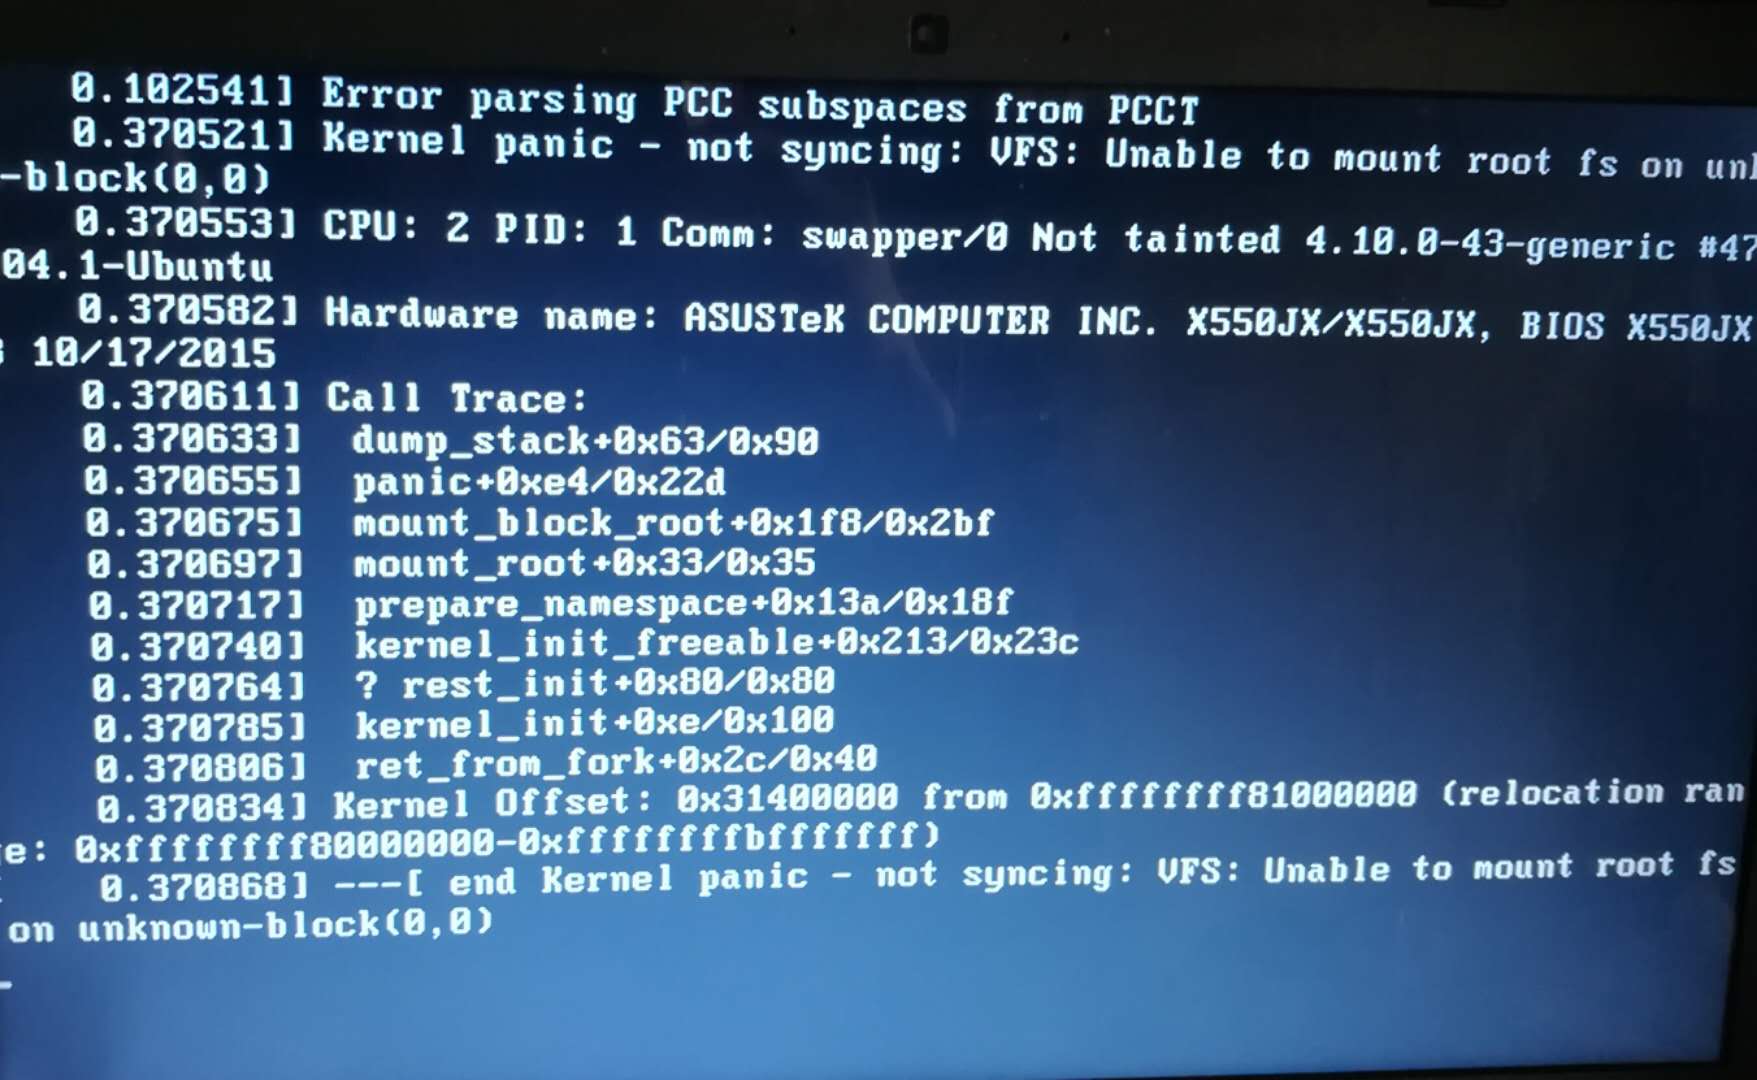 0.102541] Error parsing PCC subspaces from PCCT
0.370521] Kernel panic - not syncing: VFS: Unable to mount root fs on
-block(0,0)
0.370553] CPU: 2 PID: 1 Comm: swapper/0 Not tainted 4.10.0-43-generic #47
04.1-Ubuntu
0.370582] Hardware name: ASUSTeK COMPUTER INC. X550JX/X550JX, BIOS X550JX
10/17/2015
0.370611] Call Trace:
0.370633] dump_stack+0x63/0x90
0.370655] panic+0xe4/0x22d
0.370675] mount_block_root+0x1f8/0x2bf
0.370697] mount_root+0x33/0x35
0.370717] prepare_namespace+0x13a/0x18f
0.370740] kernel_init_freeable+0x213/0x23c
0.370764] ? rest_init+0x80/0x80
0.370785] kernel_init+0xe/0x100
0.370806] ret_from_fork+0x2c/0x40
0.370834] Kernel Offset: 0x31400000 from 0xffffffff81000000 (relocation ran
e: 0xffffffff80000000-0xffffffffbfffffff)
0.370868] ---[ end Kernel panic - not syncing: VFS: Unable to mount root fs
on unknown-block(0,0)